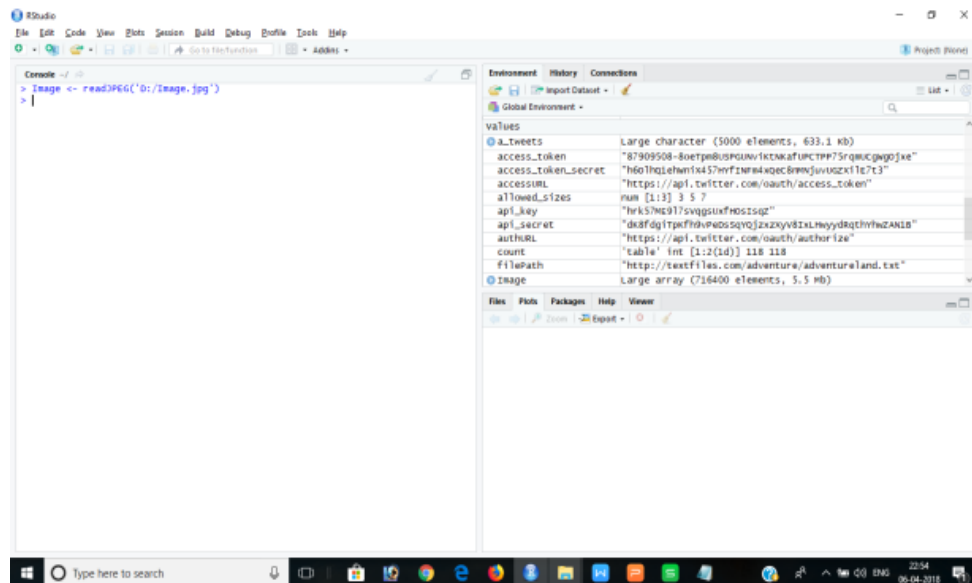 RStudio
File Edit Code View Plots Session Build Debug Profile Tools Help
Go to file/function Addins
Project: (None)
Console ~/
> Image <- readJPEG('D:/Image.jpg')
>
Environment History Connections
Import Dataset
List
Global Environment
values
a_tweets Large character (5000 elements, 633.1 Kb)
access_token
access_token_secret
accessURL "https://api.twitter.com/oauth/access_token"
allowed_sizes num [1:3] 3 5 7
api_key
api_secret
authURL "https://api.twitter.com/oauth/authorize"
count 'table' int [1:2(1d)] 118 118
filePath "http://textfiles.com/adventure/adventureland.txt"
Image Large array (716400 elements, 5.5 Mb)
Files Plots Packages Help Viewer
Zoom Export
Type here to search
ENG
22:54
06-04-2018